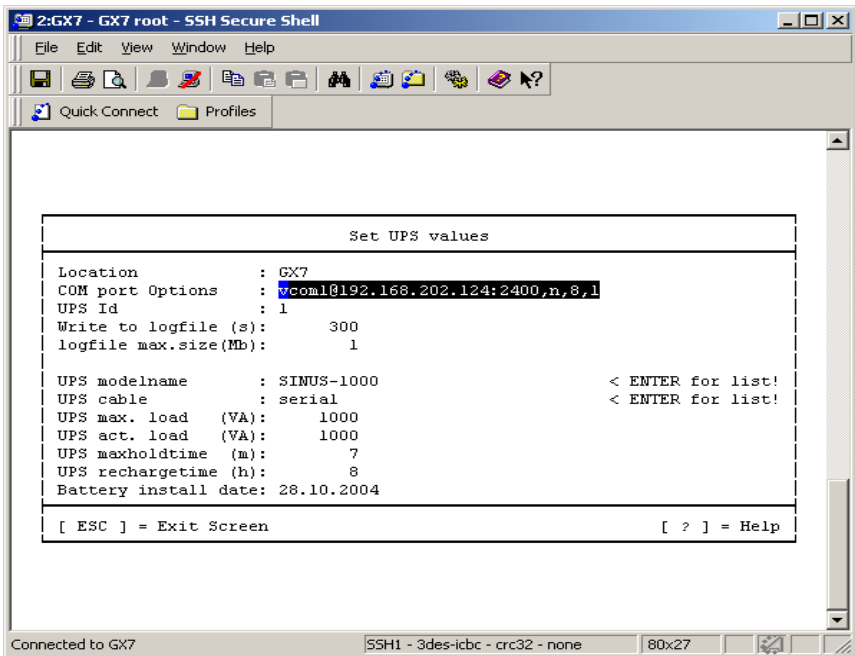 2:GX7 - GX7 root - SSH Secure Shell
File Edit View Window Help
Quick Connect Profiles
Set UPS values
Location : GX7
COM port Options : vcom1@192.168.202.124:2400,n,8,1
UPS Id : 1
Write to logfile (s): 300
logfile max.size(Mb): 1
UPS modelname : SINUS-1000 < ENTER for list!
UPS cable : serial < ENTER for list!
UPS max. load (VA): 1000
UPS act. load (VA): 1000
UPS maxholdtime (m): 7
UPS rechargetime (h): 8
Battery install date: 28.10.2004
[ ESC ] = Exit Screen [ ? ] = Help
Connected to GX7 SSH1 - 3des-icbc - crc32 - none 80x27